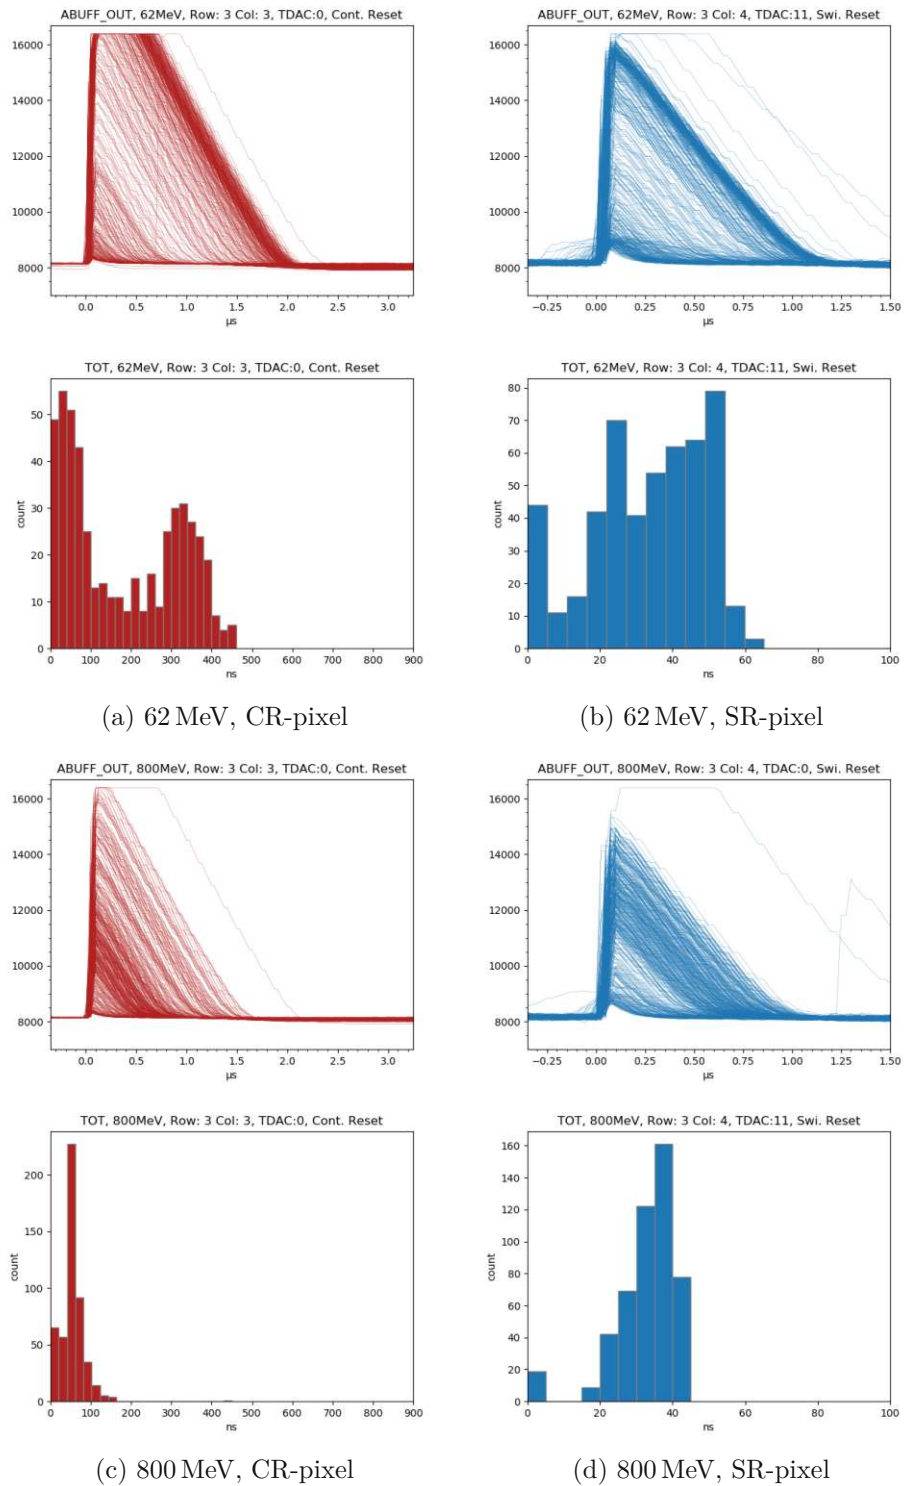 ABUFF_OUT, 62MeV, Row: 3 Col: 3, TDAC:0, Cont. Reset
16000
14000
12000
10000
8000
0.0 0.5 1.0 1.5 2.0 2.5 3.0
µs
ABUFF_OUT, 62MeV, Row: 3 Col: 4, TDAC:11, Swi. Reset
16000
14000
12000
10000
8000
−0.25 0.00 0.25 0.50 0.75 1.00 1.25 1.50
µs
TOT, 62MeV, Row: 3 Col: 3, TDAC:0, Cont. Reset
count
50
40
30
20
10
0
0 100 200 300 400 500 600 700 800 900
ns
(a) 62 MeV, CR-pixel
TOT, 62MeV, Row: 3 Col: 4, TDAC:11, Swi. Reset
count
80
70
60
50
40
30
20
10
0
0 20 40 60 80 100
ns
(b) 62 MeV, SR-pixel
ABUFF_OUT, 800MeV, Row: 3 Col: 3, TDAC:0, Cont. Reset
16000
14000
12000
10000
8000
0.0 0.5 1.0 1.5 2.0 2.5 3.0
µs
ABUFF_OUT, 800MeV, Row: 3 Col: 4, TDAC:0, Swi. Reset
16000
14000
12000
10000
8000
−0.25 0.00 0.25 0.50 0.75 1.00 1.25 1.50
µs
TOT, 800MeV, Row: 3 Col: 3, TDAC:0, Cont. Reset
count
200
150
100
50
0
0 100 200 300 400 500 600 700 800 900
ns
(c) 800 MeV, CR-pixel
TOT, 800MeV, Row: 3 Col: 4, TDAC:11, Swi. Reset
count
160
140
120
100
80
60
40
20
0
0 20 40 60 80 100
ns
(d) 800 MeV, SR-pixel